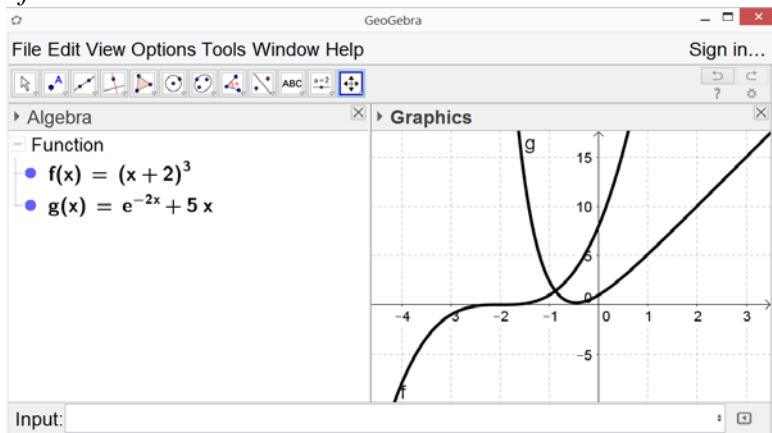 GeoGebra
File Edit View Options Tools Window Help
Sign in...
ABC
a=2
?
Algebra
Graphics
Function
f(x) = (x + 2)³
g(x) = e⁻²ˣ + 5 x
g
f
15
10
5
0
-4 -3 -2 -1 0 1 2 3
-5
Input: